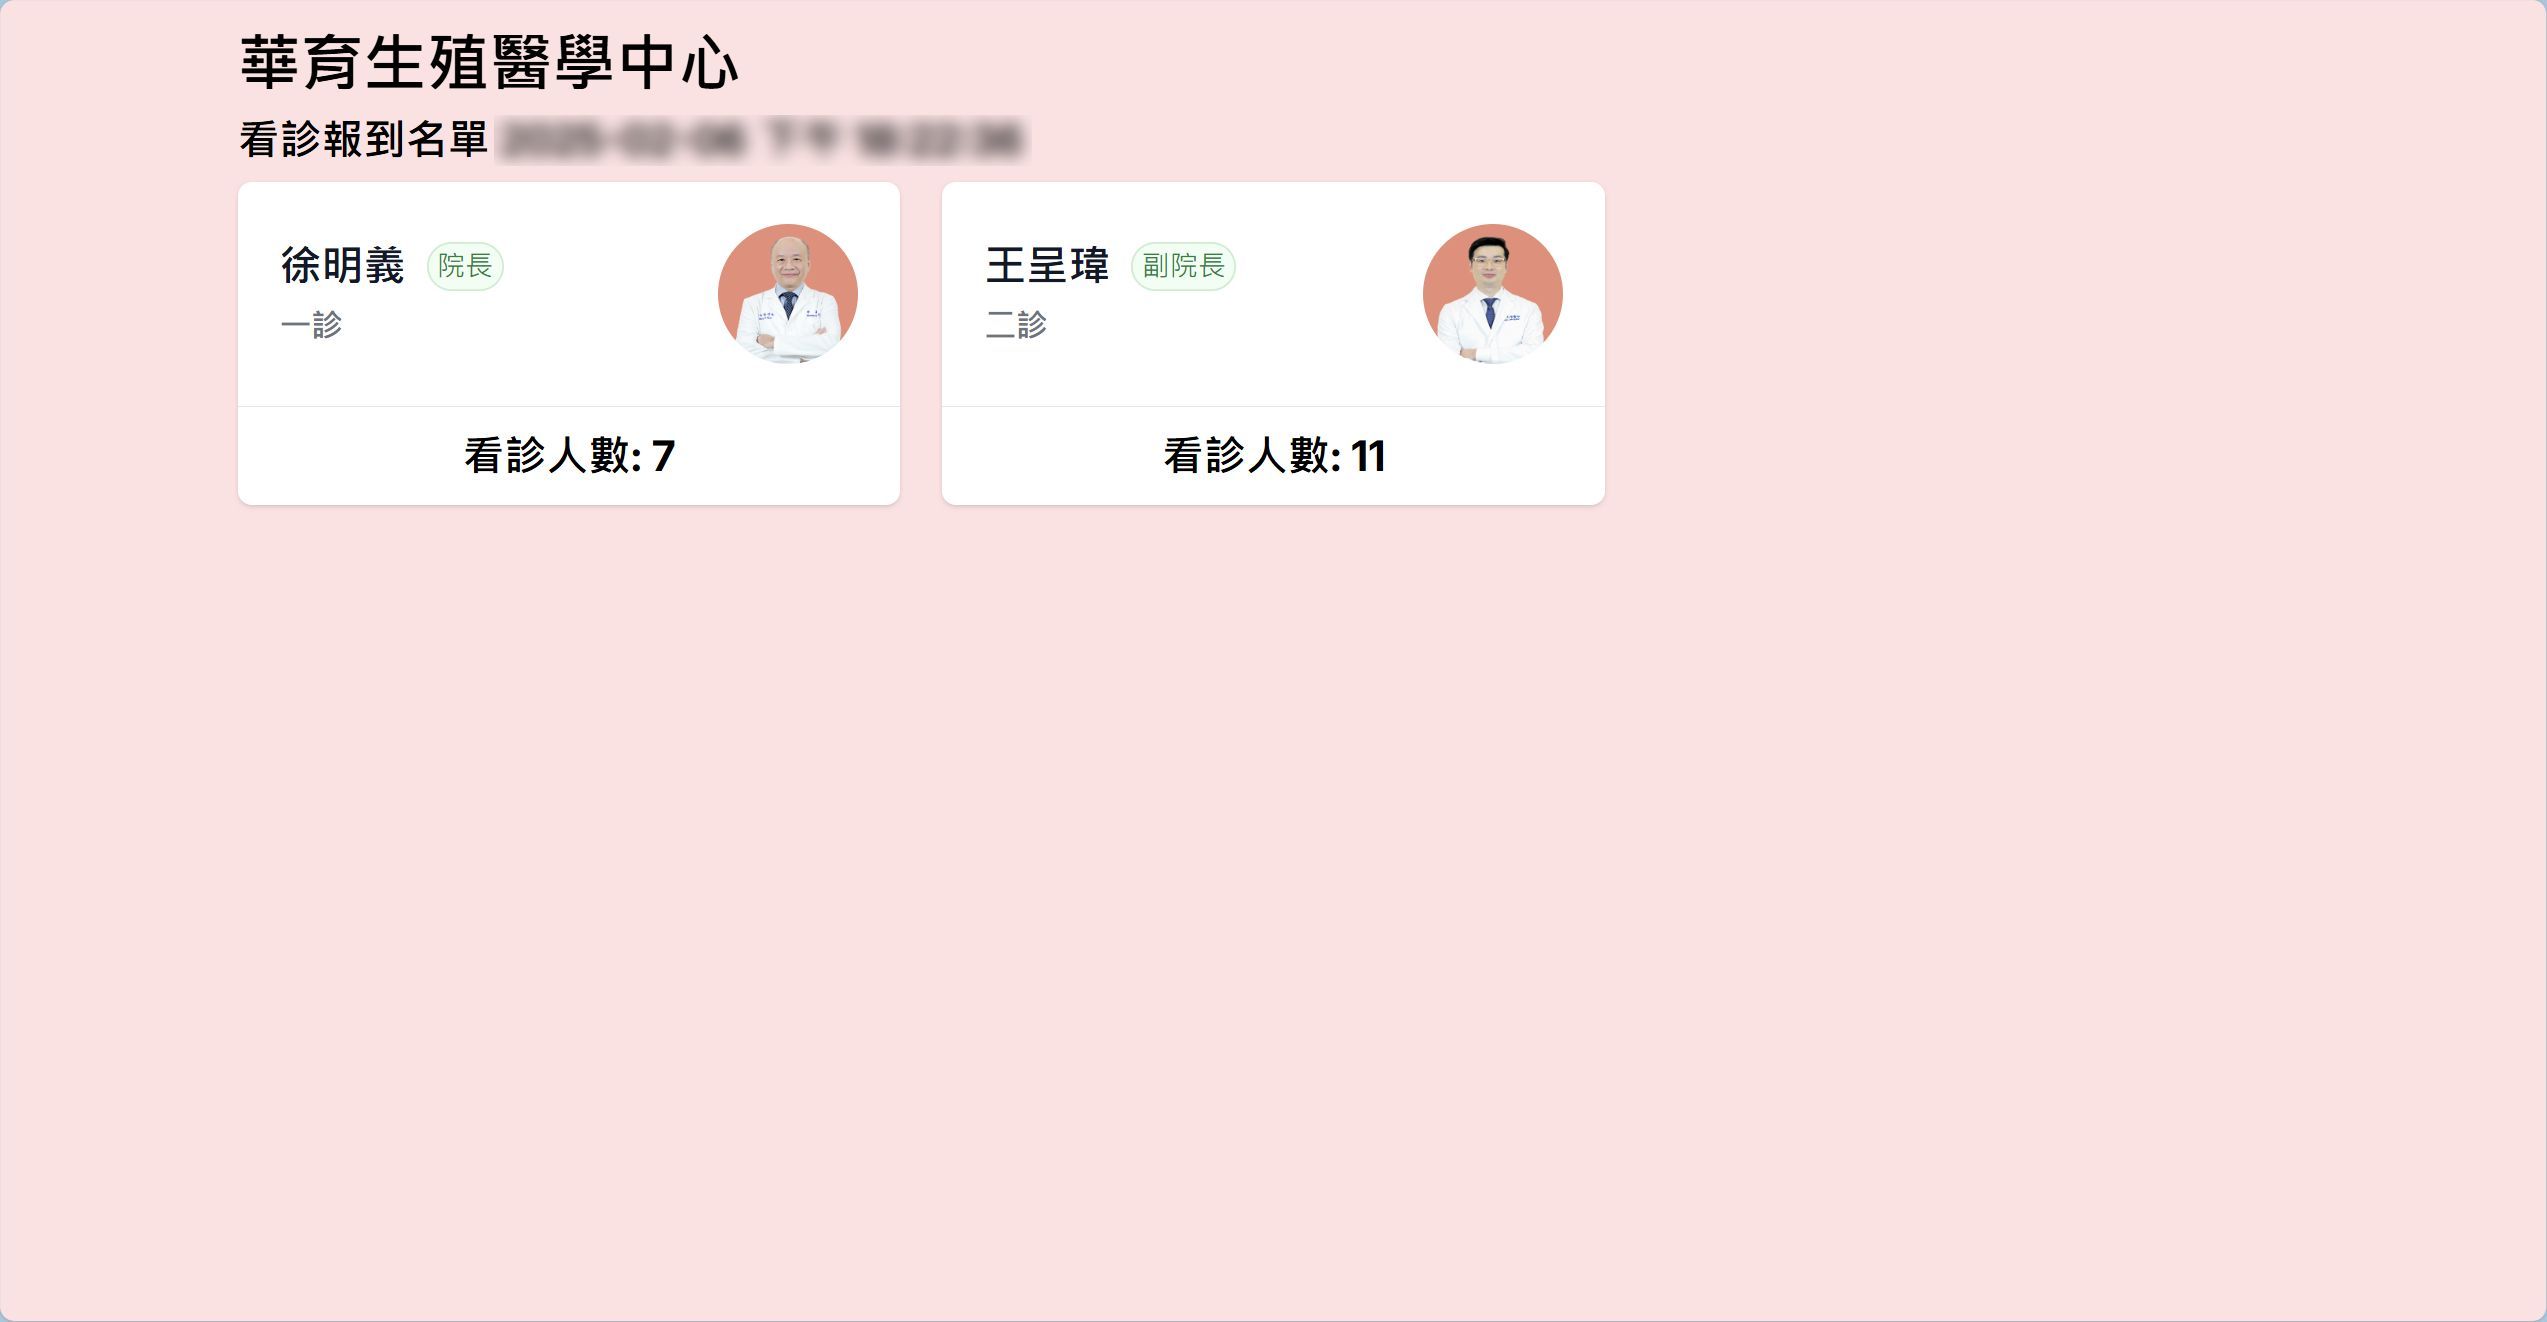 華育生殖醫學中心
看診報到名單
徐明義 院長
一診
看診人數: 7
王呈瑋 副院長
二診
看診人數: 11